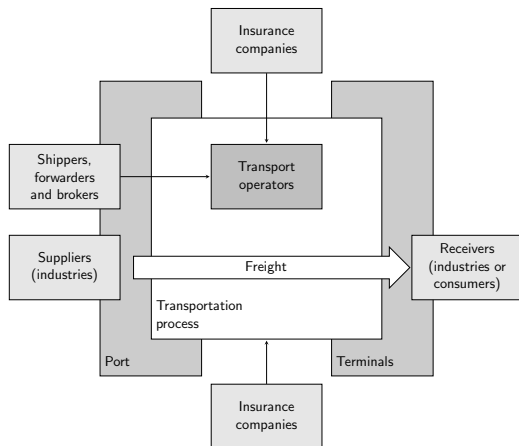 Insurance
companies
Shippers,
forwarders
and brokers
Transport
operators
Suppliers
(industries)
Freight
Receivers
(industries or
consumers)
Transportation
process
Port
Terminals
Insurance
companies